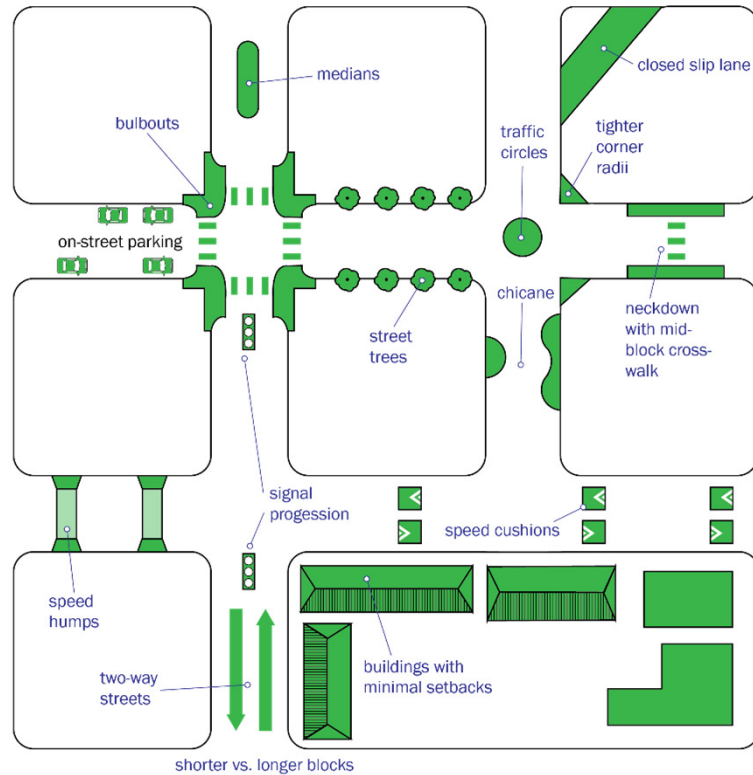 medians
closed slip lane
bulbouts
traffic
circles
tighter
corner
radii
on-street parking
chicane
street
trees
neckdown
with mid-
block cross-
walk
signal
progession
speed cushions
speed
humps
buildings with
minimal setbacks
two-way
streets
shorter vs. longer blocks